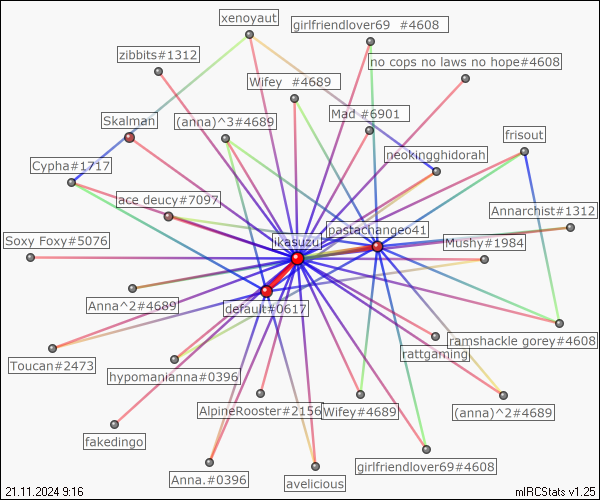 xenoyaut
girlfriendlover69 #4608
zibbits#1312
no cops no laws no hope#4608
Wifey #4689
Mad #6901
Skalman
(anna)^3#4689
frisout
neokingghidorah
Cypha#1717
ace deucy#7097
Annarchist#1312
pastachangeo41
ikasuzu
Mushy#1984
Soxy Foxy#5076
Anna^2#4689
default#0617
ramshackle gorey#4608
rattgaming
Toucan#2473
hypomanianna#0396
AlpineRooster#2156
Wifey#4689
(anna)^2#4689
fakedingo
girlfriendlover69#4608
Anna.#0396
avelicious
21.11.2024 9:16
mIRCStats v1.25